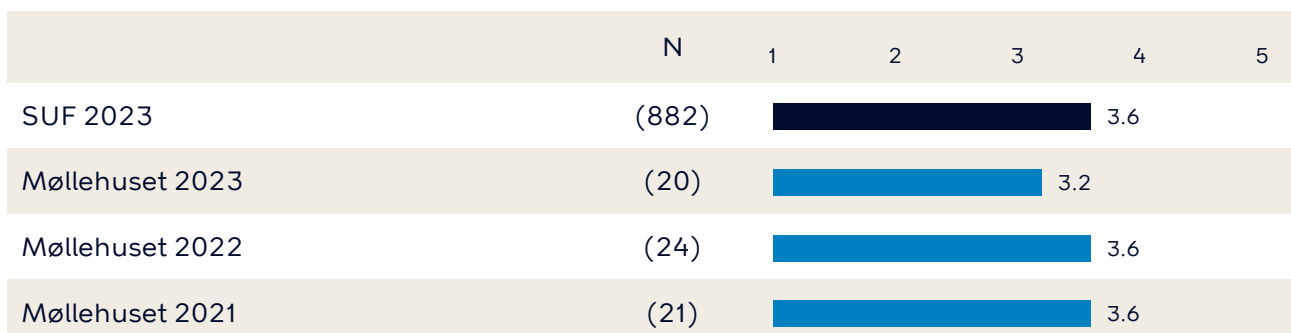 N 1 2 3 4 5
SUF 2023 (882) 3.6
Møllehuset 2023 (20) 3.2
Møllehuset 2022 (24) 3.6
Møllehuset 2021 (21) 3.6